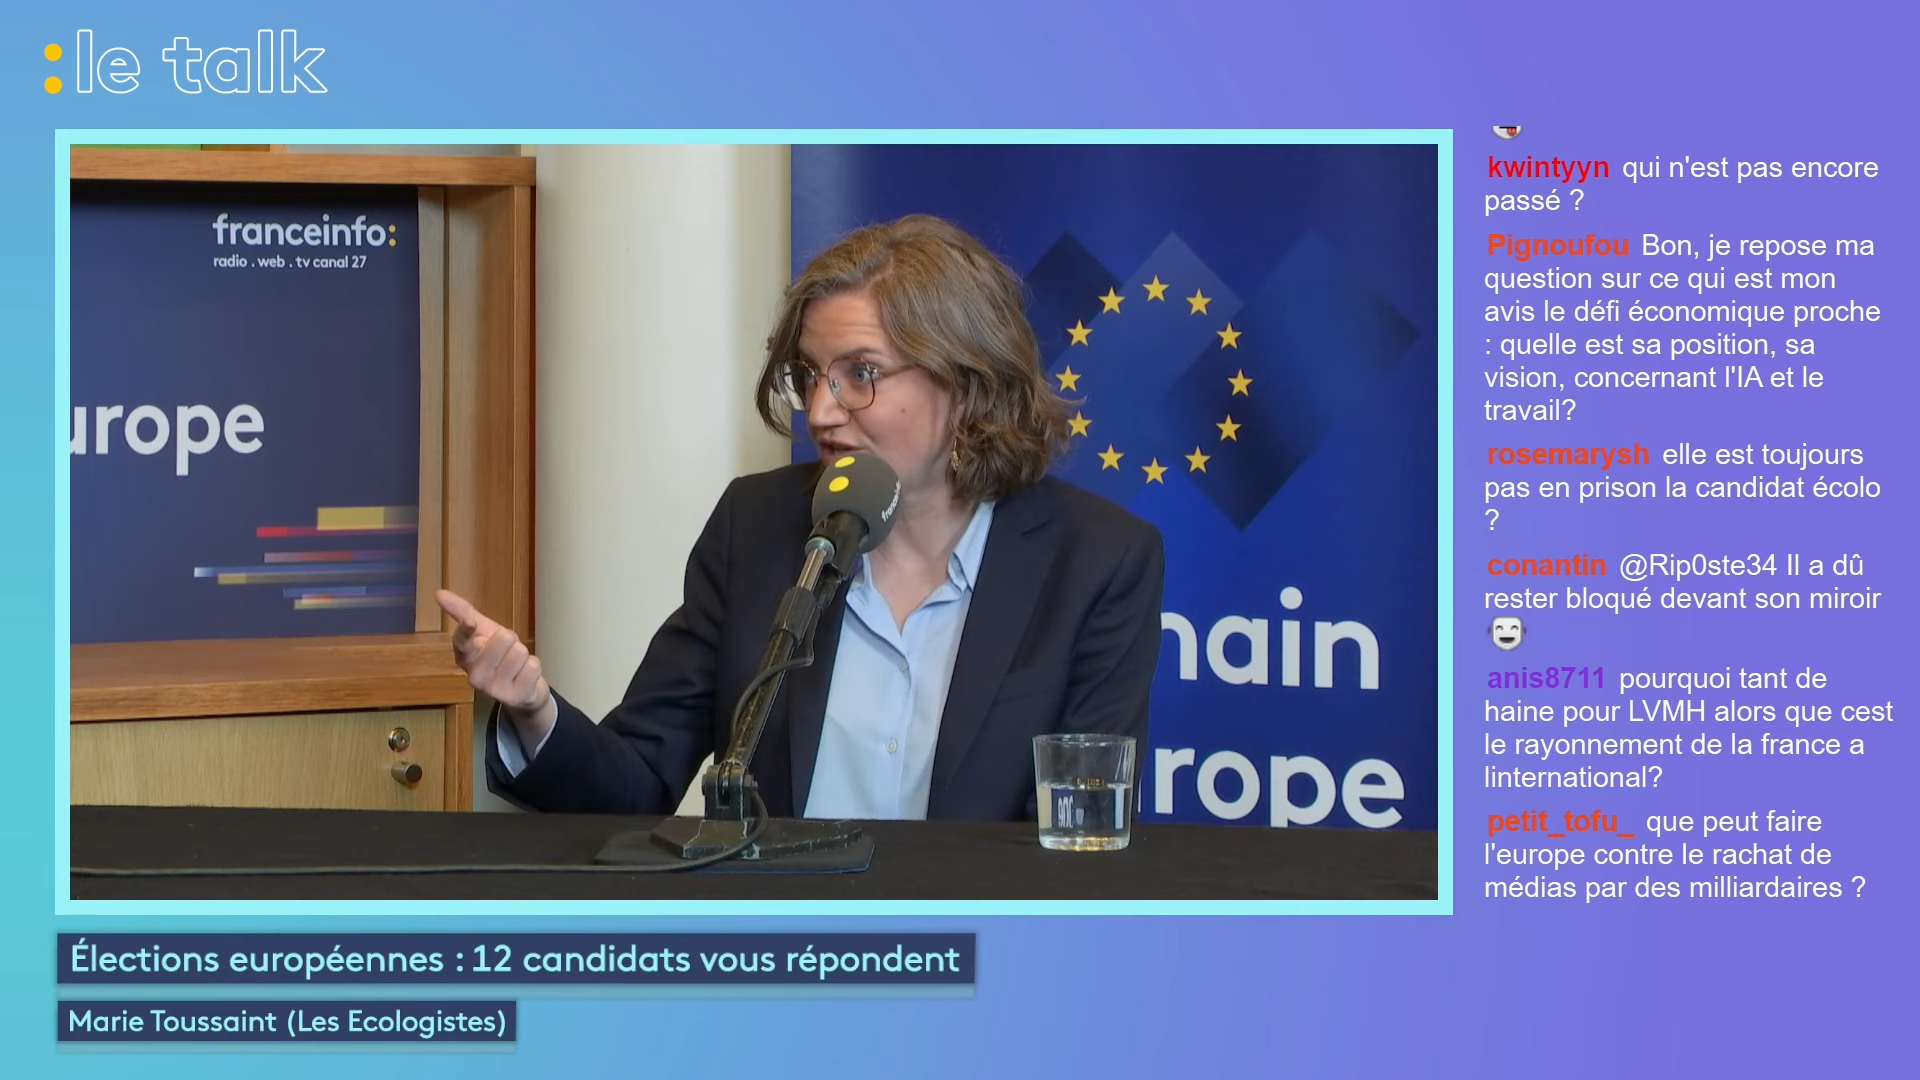 :le talk
franceinfo:
radio . web . tv canal 27
urope
franceinfo:
main
rope
kwintyyn qui n'est pas encore
passé ?
Pignoufou Bon, je repose ma
question sur ce qui est mon
avis le défi économique proche
: quelle est sa position, sa
vision, concernant l'IA et le
travail?
rosemarysh elle est toujours
pas en prison la candidat écolo
?
conantin @Rip0ste34 Il a dû
rester bloqué devant son miroir
anis8711 pourquoi tant de
haine pour LVMH alors que cest
le rayonnement de la france a
linternational?
petit_tofu_ que peut faire
l'europe contre le rachat de
médias par des milliardaires ?
Élections européennes : 12 candidats vous répondent
Marie Toussaint (Les Ecologistes)